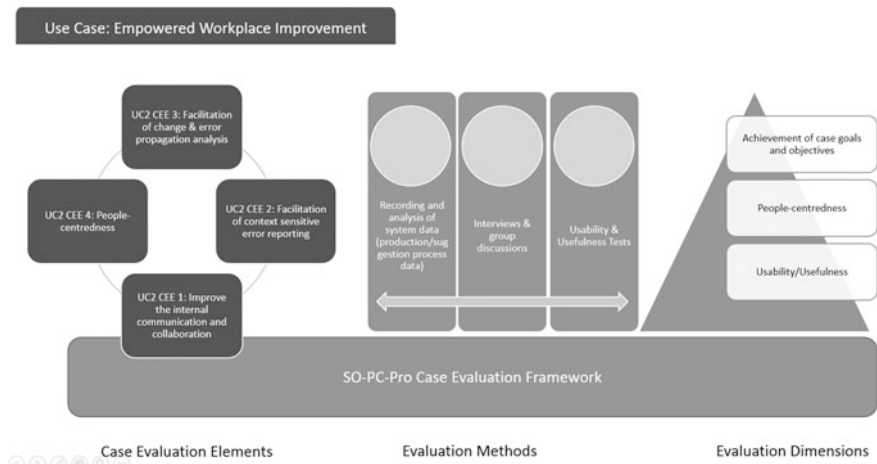 Use Case: Empowered Workplace Improvement
UC2 CEE 3: Facilitation
of change & error
propagation analysis
UC2 CEE 4: People-
centredness
UC2 CEE 2: Facilitation
of context sensitive
error reporting
UC2 CEE 1: Improve
the internal
communication and
collaboration
Recording and
analysis of
system data
(production/sug
gestion process
data)
Interviews &
group
discussions
Usability &
Usefulness Tests
Achievement of case goals
and objectives
People-centredness
Usability/Usefulness
SO-PC-Pro Case Evaluation Framework
Case Evaluation Elements
Evaluation Methods
Evaluation Dimensions